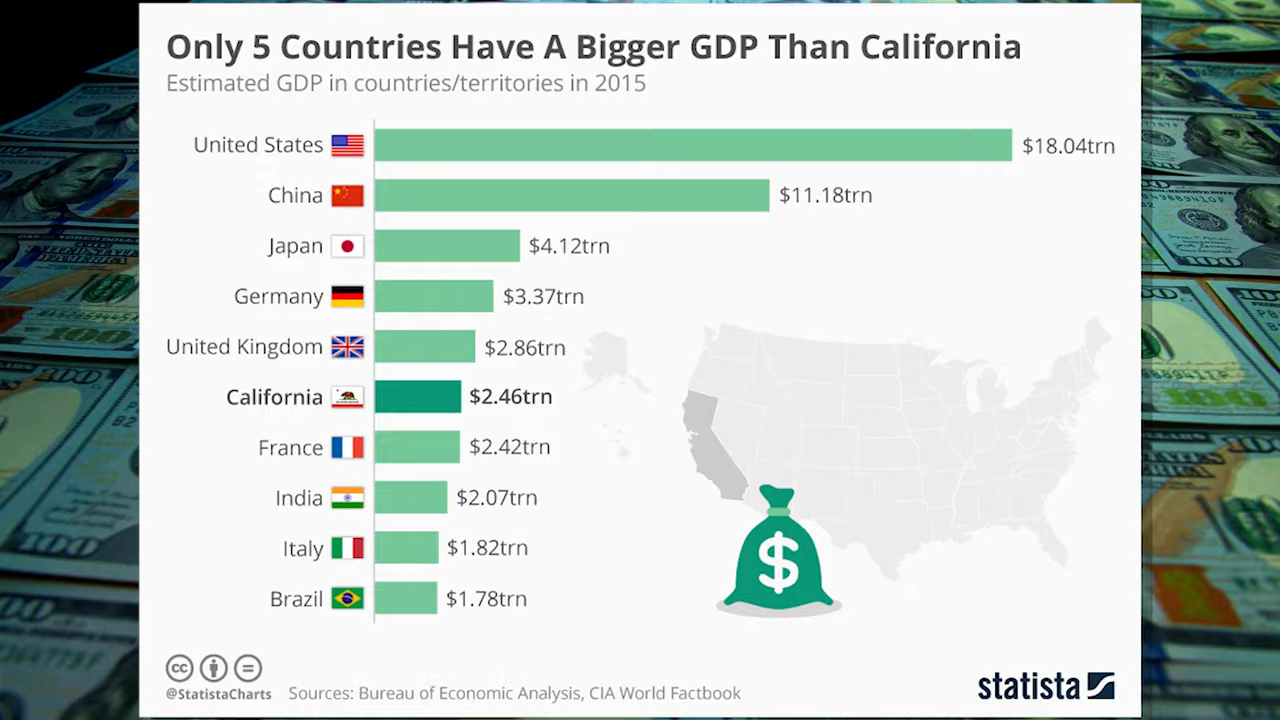 Only 5 Countries Have A Bigger GDP Than California
Estimated GDP in countries/territories in 2015
United States $18.04trn
China $11.18trn
Japan $4.12trn
Germany $3.37trn
United Kingdom $2.86trn
California $2.46trn
France $2.42trn
India $2.07trn
Italy $1.82trn
Brazil $1.78trn
$
cc
@StatistaCharts Sources: Bureau of Economic Analysis, CIA World Factbook
statista